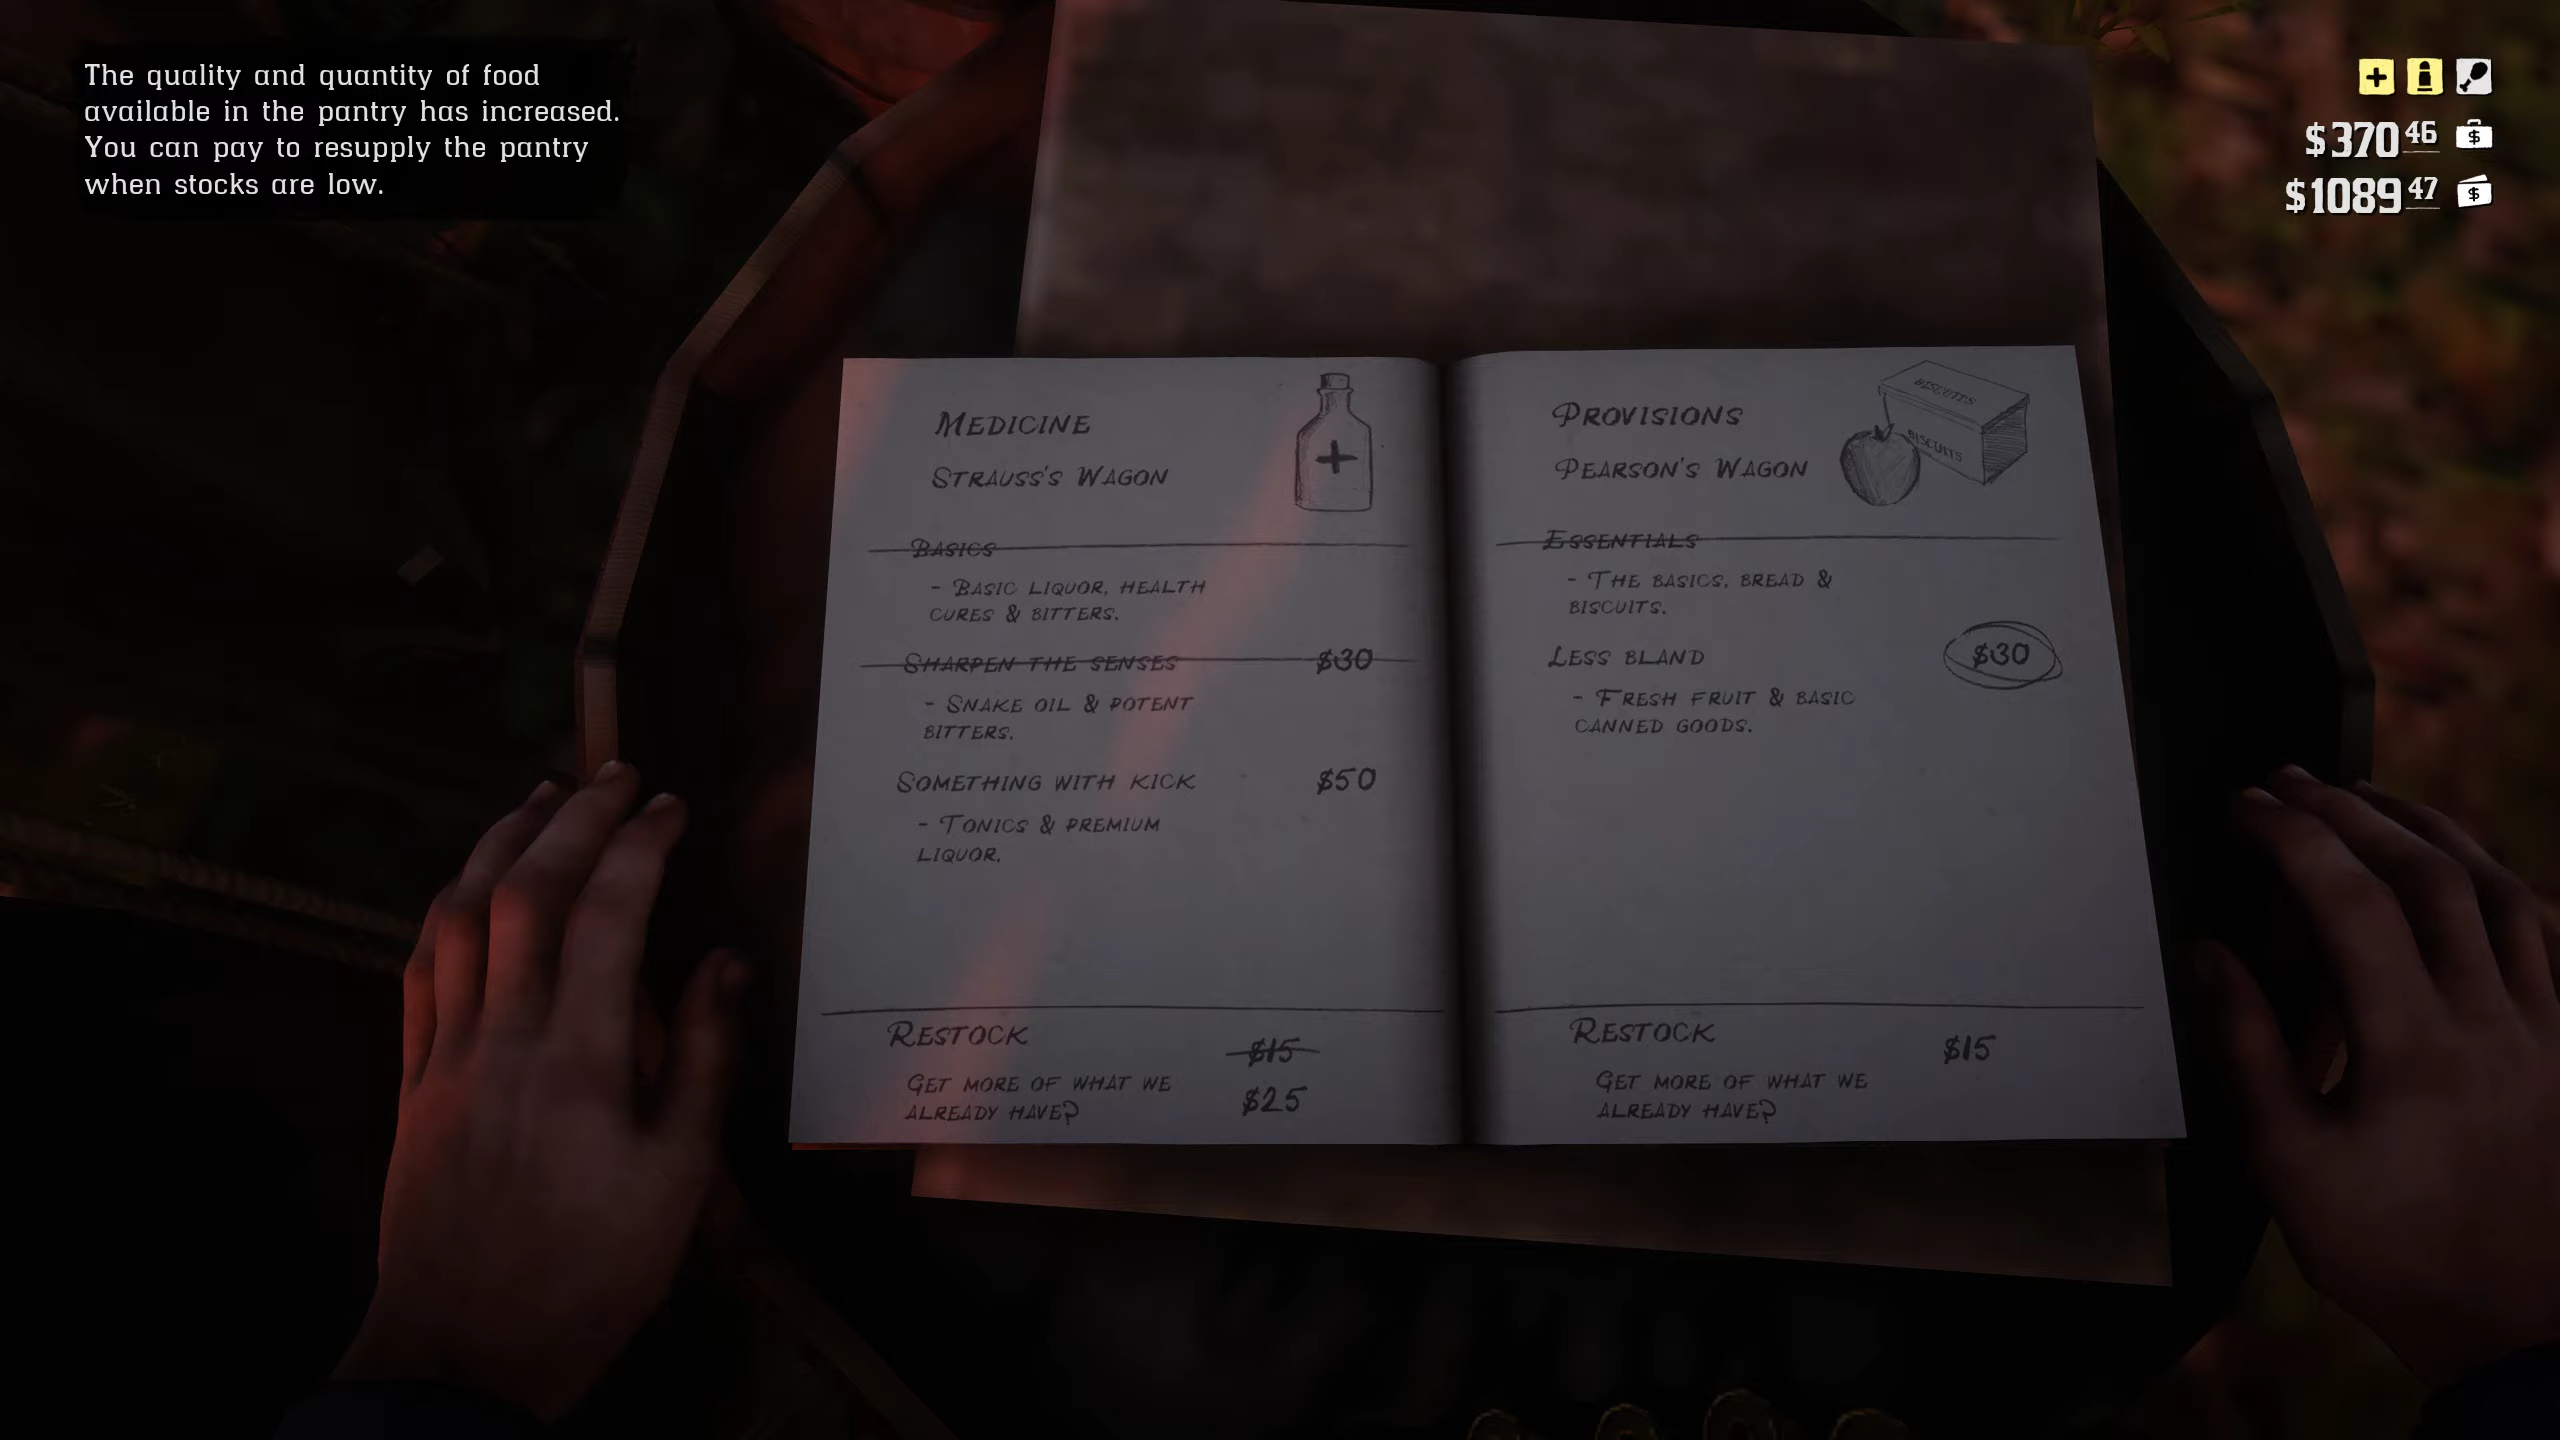 The quality and quantity of food
available in the pantry has increased.
You can pay to resupply the pantry
when stocks are low.
$370 46
$
$1089 47
$
MEDICINE
STRAUSS'S WAGON
BASICS
- BASIC LIQUOR, HEALTH
CURES & BITTERS.
SHARPEN THE SENSES $30
- SNAKE OIL & POTENT
BITTERS.
SOMETHING WITH KICK $50
- TONICS & PREMIUM
LIQUOR.
RESTOCK $15
GET MORE OF WHAT WE
ALREADY HAVE? $25
PROVISIONS
PEARSON'S WAGON
BISCUITS
BISCUITS
ESSENTIALS
- THE BASICS, BREAD &
BISCUITS.
LESS BLAND $30
- FRESH FRUIT & BASIC
CANNED GOODS.
RESTOCK $15
GET MORE OF WHAT WE
ALREADY HAVE?